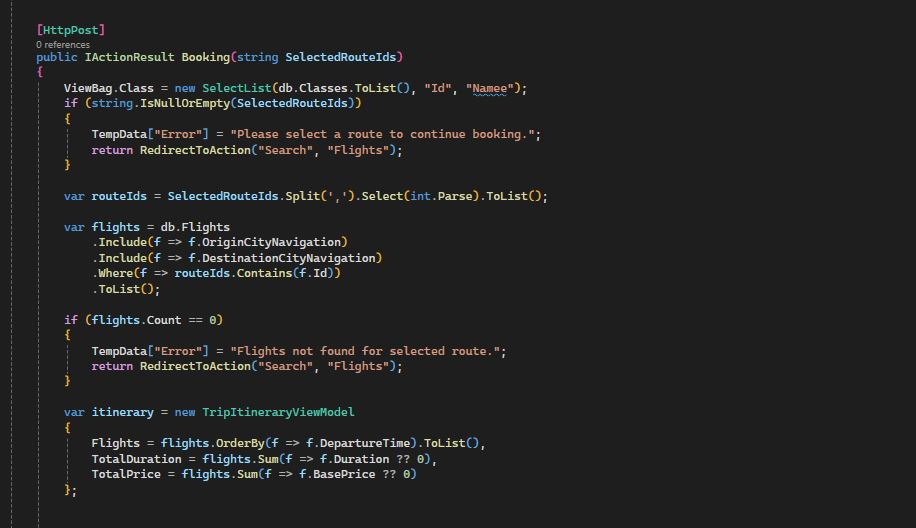 [HttpPost]
0 references
public IActionResult Booking(string SelectedRouteIds)
{
ViewBag.Class = new SelectList(db.Classes.ToList(), "Id", "Namee");
if (string.IsNullOrEmpty(SelectedRouteIds))
{
TempData["Error"] = "Please select a route to continue booking.";
return RedirectToAction("Search", "Flights");
}
var routeIds = SelectedRouteIds.Split(',').Select(int.Parse).ToList();
var flights = db.Flights
.Include(f => f.OriginCityNavigation)
.Include(f => f.DestinationCityNavigation)
.Where(f => routeIds.Contains(f.Id))
.ToList();
if (flights.Count == 0)
{
TempData["Error"] = "Flights not found for selected route.";
return RedirectToAction("Search", "Flights");
}
var itinerary = new TripItineraryViewModel
{
Flights = flights.OrderBy(f => f.DepartureTime).ToList(),
TotalDuration = flights.Sum(f => f.Duration ?? 0),
TotalPrice = flights.Sum(f => f.BasePrice ?? 0)
};